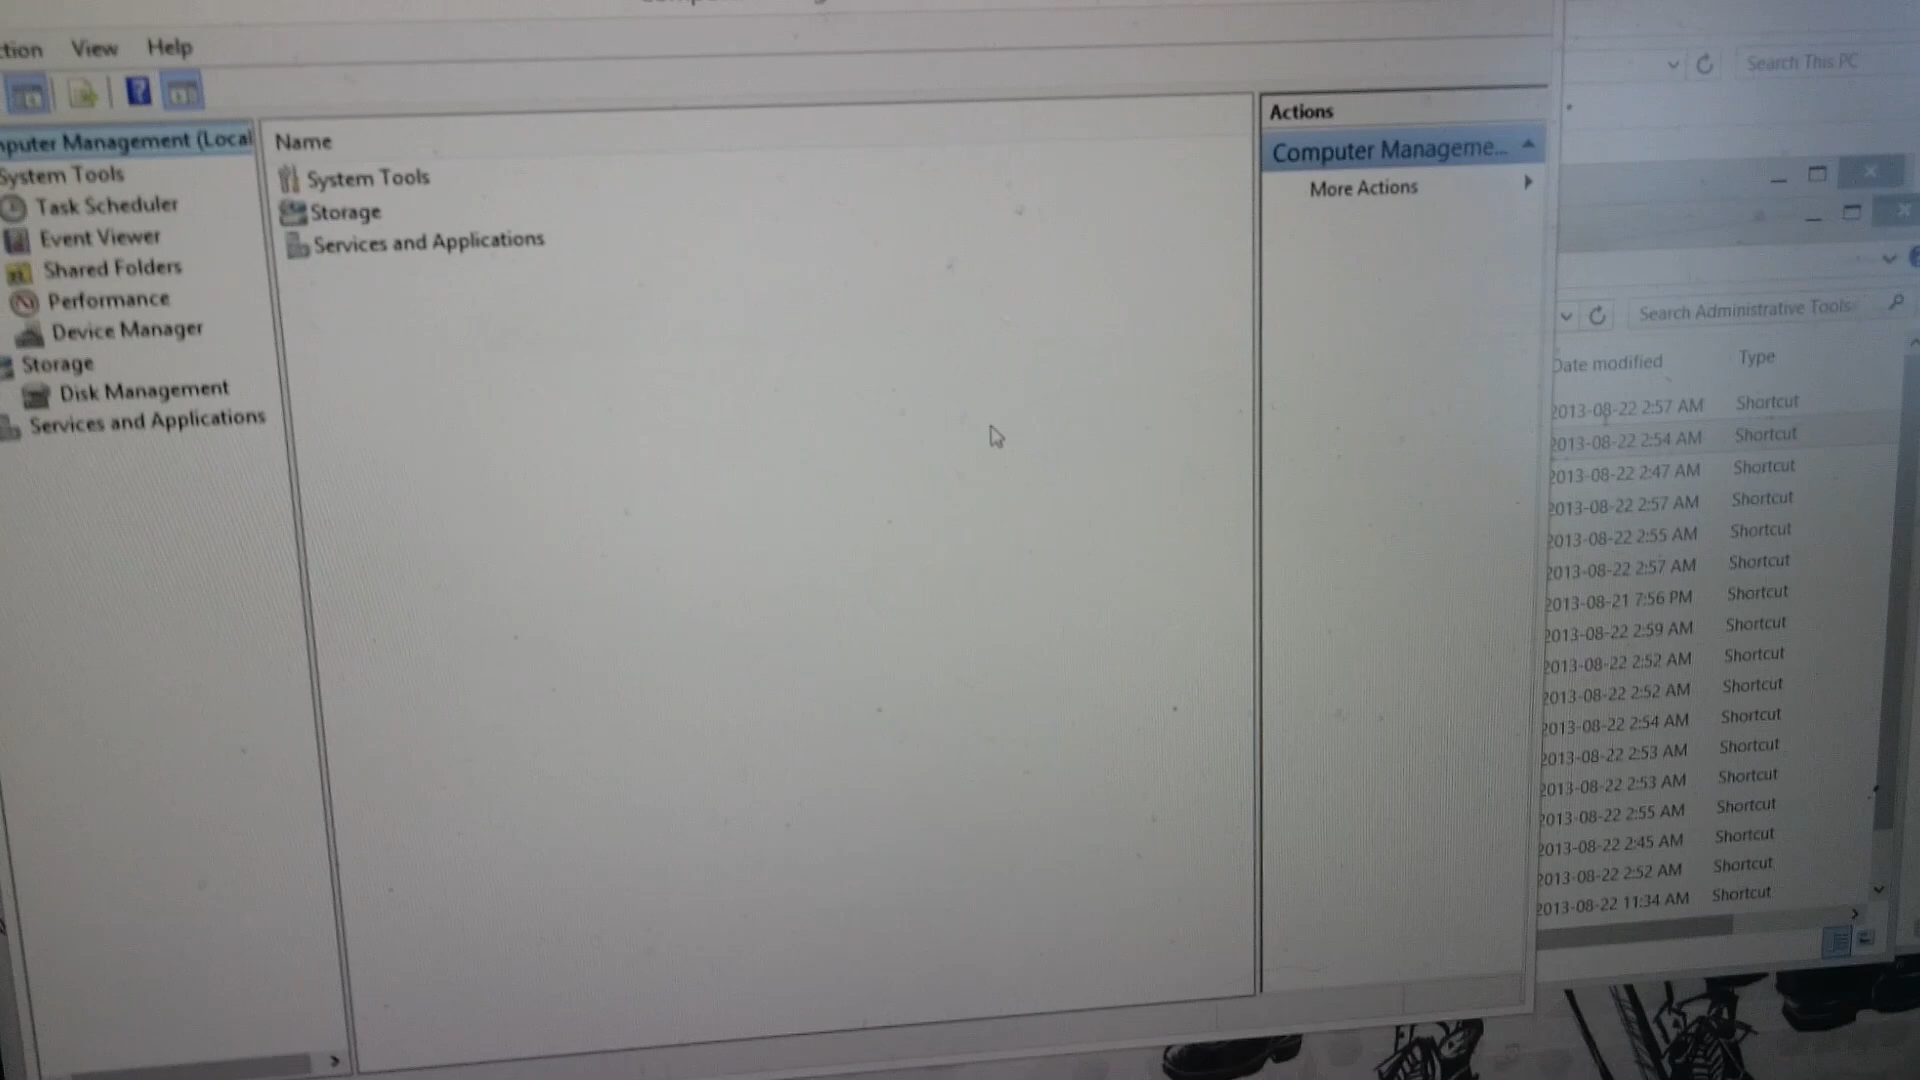 View Help
Computer Management (Local
System Tools
Task Scheduler
Event Viewer
Shared Folders
Performance
Device Manager
Storage
Disk Management
Services and Applications
Name
System Tools
Storage
Services and Applications
Actions
Computer Manageme...
More Actions
Search This PC
Search Administrative Tools
Date modified Type
2013-08-22 2:57 AM Shortcut
2013-08-22 2:54 AM Shortcut
2013-08-22 2:47 AM Shortcut
2013-08-22 2:57 AM Shortcut
2013-08-22 2:55 AM Shortcut
2013-08-22 2:57 AM Shortcut
2013-08-21 7:56 PM Shortcut
2013-08-22 2:59 AM Shortcut
2013-08-22 2:52 AM Shortcut
2013-08-22 2:52 AM Shortcut
2013-08-22 2:54 AM Shortcut
2013-08-22 2:53 AM Shortcut
2013-08-22 2:53 AM Shortcut
2013-08-22 2:55 AM Shortcut
2013-08-22 2:45 AM Shortcut
2013-08-22 2:52 AM Shortcut
2013-08-22 11:34 AM Shortcut